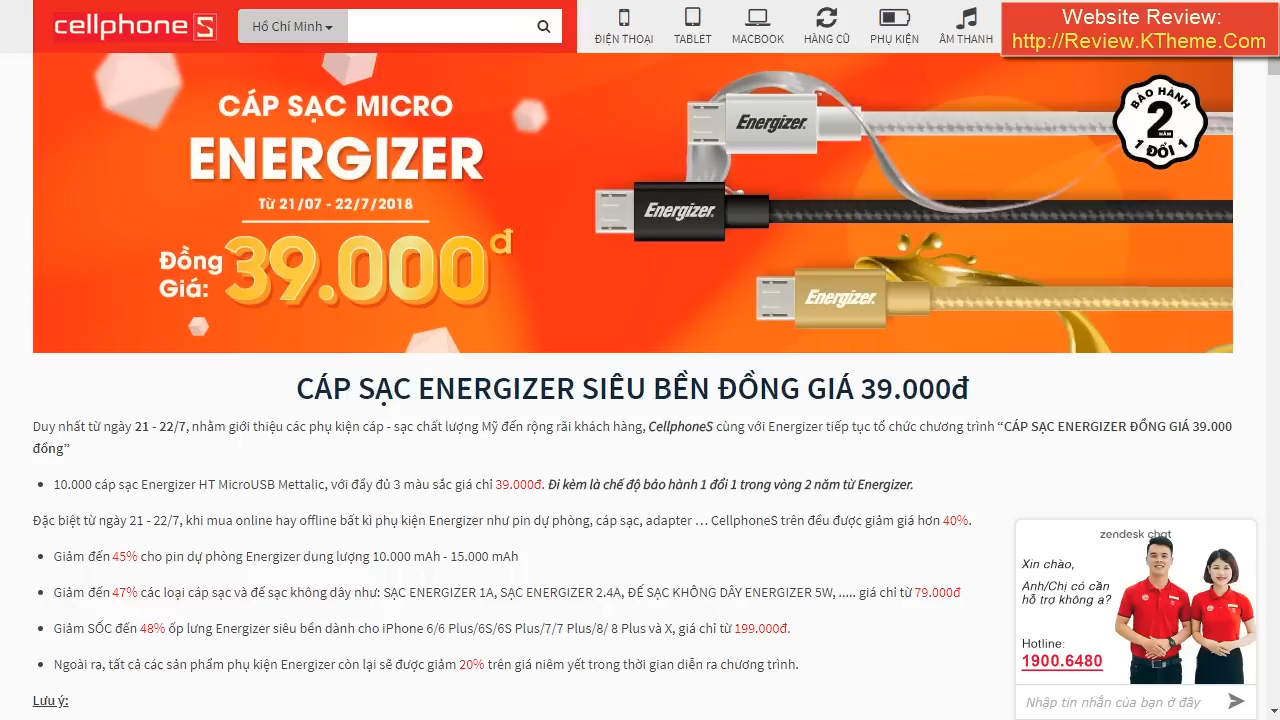 cellphone S
Hồ Chí Minh
ĐIỆN THOẠI
TABLET
MACBOOK
HÀNG CŨ
PHỤ KIỆN
ÂM THANH
Website Review:
http://Review.KTheme.Com
CÁP SẠC MICRO
ENERGIZER
Từ 21/07 - 22/7/2018
Đồng Giá: 39.000đ
Energizer.
Energizer.
Energizer.
BẢO HÀNH
2
NĂM
1 ĐỔI 1
CÁP SẠC ENERGIZER SIÊU BỀN ĐỒNG GIÁ 39.000đ
Duy nhất từ ngày 21 - 22/7, nhằm giới thiệu các phụ kiện cáp - sạc chất lượng Mỹ đến rộng rãi khách hàng, CellphoneS cùng với Energizer tiếp tục tổ chức chương trình “CÁP SẠC ENERGIZER ĐỒNG GIÁ 39.000
đồng”
• 10.000 cáp sạc Energizer HT MicroUSB Mettalic, với đầy đủ 3 màu sắc giá chỉ 39.000đ. Đi kèm là chế độ bảo hành 1 đổi 1 trong vòng 2 năm từ Energizer.
Đặc biệt từ ngày 21 - 22/7, khi mua online hay offline bất kì phụ kiện Energizer như pin dự phòng, cáp sạc, adapter … CellphoneS trên đều được giảm giá hơn 40%.
• Giảm đến 45% cho pin dự phòng Energizer dung lượng 10.000 mAh - 15.000 mAh
• Giảm đến 47% các loại cáp sạc và đế sạc không dây như: SẠC ENERGIZER 1A, SẠC ENERGIZER 2.4A, ĐẾ SẠC KHÔNG DÂY ENERGIZER 5W, ..... giá chỉ từ 79.000đ
• Giảm SỐC đến 48% ốp lưng Energizer siêu bền dành cho iPhone 6/6 Plus/6S/6S Plus/7/7 Plus/8/ 8 Plus và X, giá chỉ từ 199.000đ.
• Ngoài ra, tất cả các sản phẩm phụ kiện Energizer còn lại sẽ được giảm 20% trên giá niêm yết trong thời gian diễn ra chương trình.
Lưu ý:
zendesk chat
Xin chào,
Anh/Chị có cần
hỗ trợ không ạ?
Hotline:
1900.6480
Nhập tin nhắn của bạn ở đây